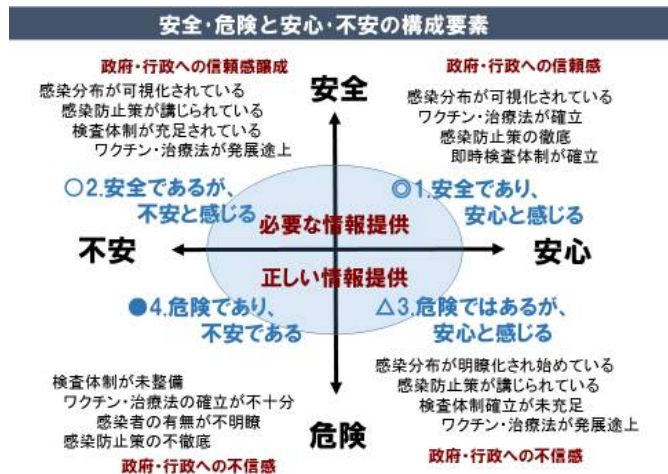 安全・危険と安心・不安の構成要素
政府・行政への信頼感醸成
感染分布が可視化されている
感染防止策が講じられている
検査体制が充足されている
ワクチン・治療法が発展途上
安全
政府・行政への信頼感
感染分布が可視化されている
ワクチン・治療法が確立
感染防止策の徹底
即時検査体制が確立
○2.安全であるが、
不安と感じる
◎1.安全であり、
安心と感じる
必要な情報提供
不安
安心
正しい情報提供
●4.危険であり、
不安である
△3.危険ではあるが、
安心と感じる
検査体制が未整備
ワクチン・治療法の確立が不十分
感染者の有無が不明瞭
感染防止策の不徹底
政府・行政への不信感
危険
感染分布が明瞭化され始めている
感染防止策が講じられている
検査体制確立が未充足
ワクチン・治療法が発展途上
政府・行政への不信感